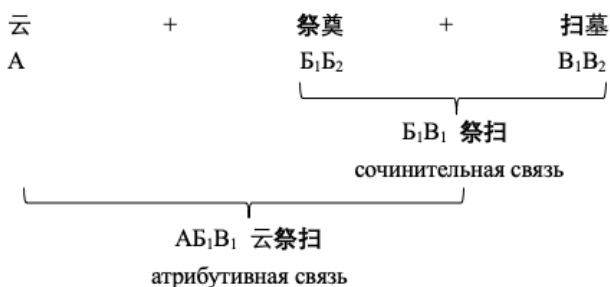 云 + 祭奠 + 扫墓
А Б₁Б₂ В₁В₂
Б₁В₁ 祭扫
сочинительная связь
АБ₁В₁ 云祭扫
атрибутивная связь